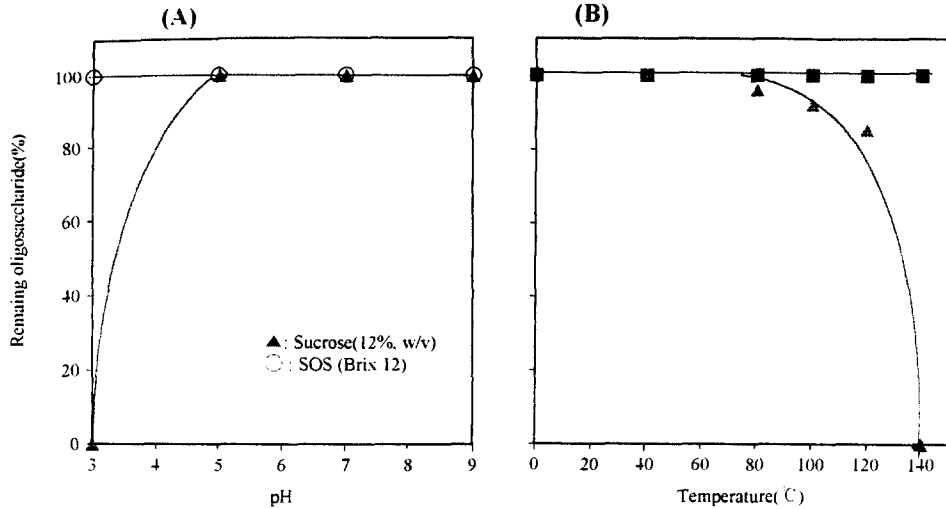 (A)
(B)
100
80
60
40
20
0
Remaing oligosaccharide(%)
▲: Sucrose(12%, w/v)
○: SOS (Brix 12)
3 4 5 6 7 8 9
pH
0 20 40 60 80 100 120 140
Temperature(℃)